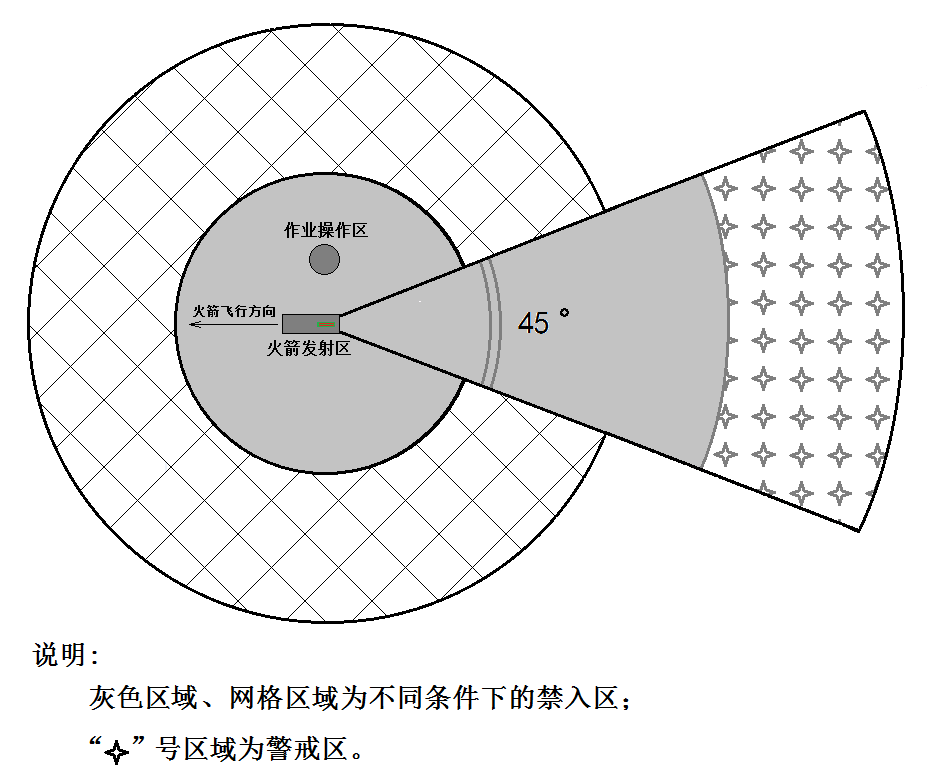 作业操作区
火箭飞行方向
火箭发射区
45°
说明：
灰色区域、网格区域为不同条件下的禁入区；
“✧”号区域为警戒区。